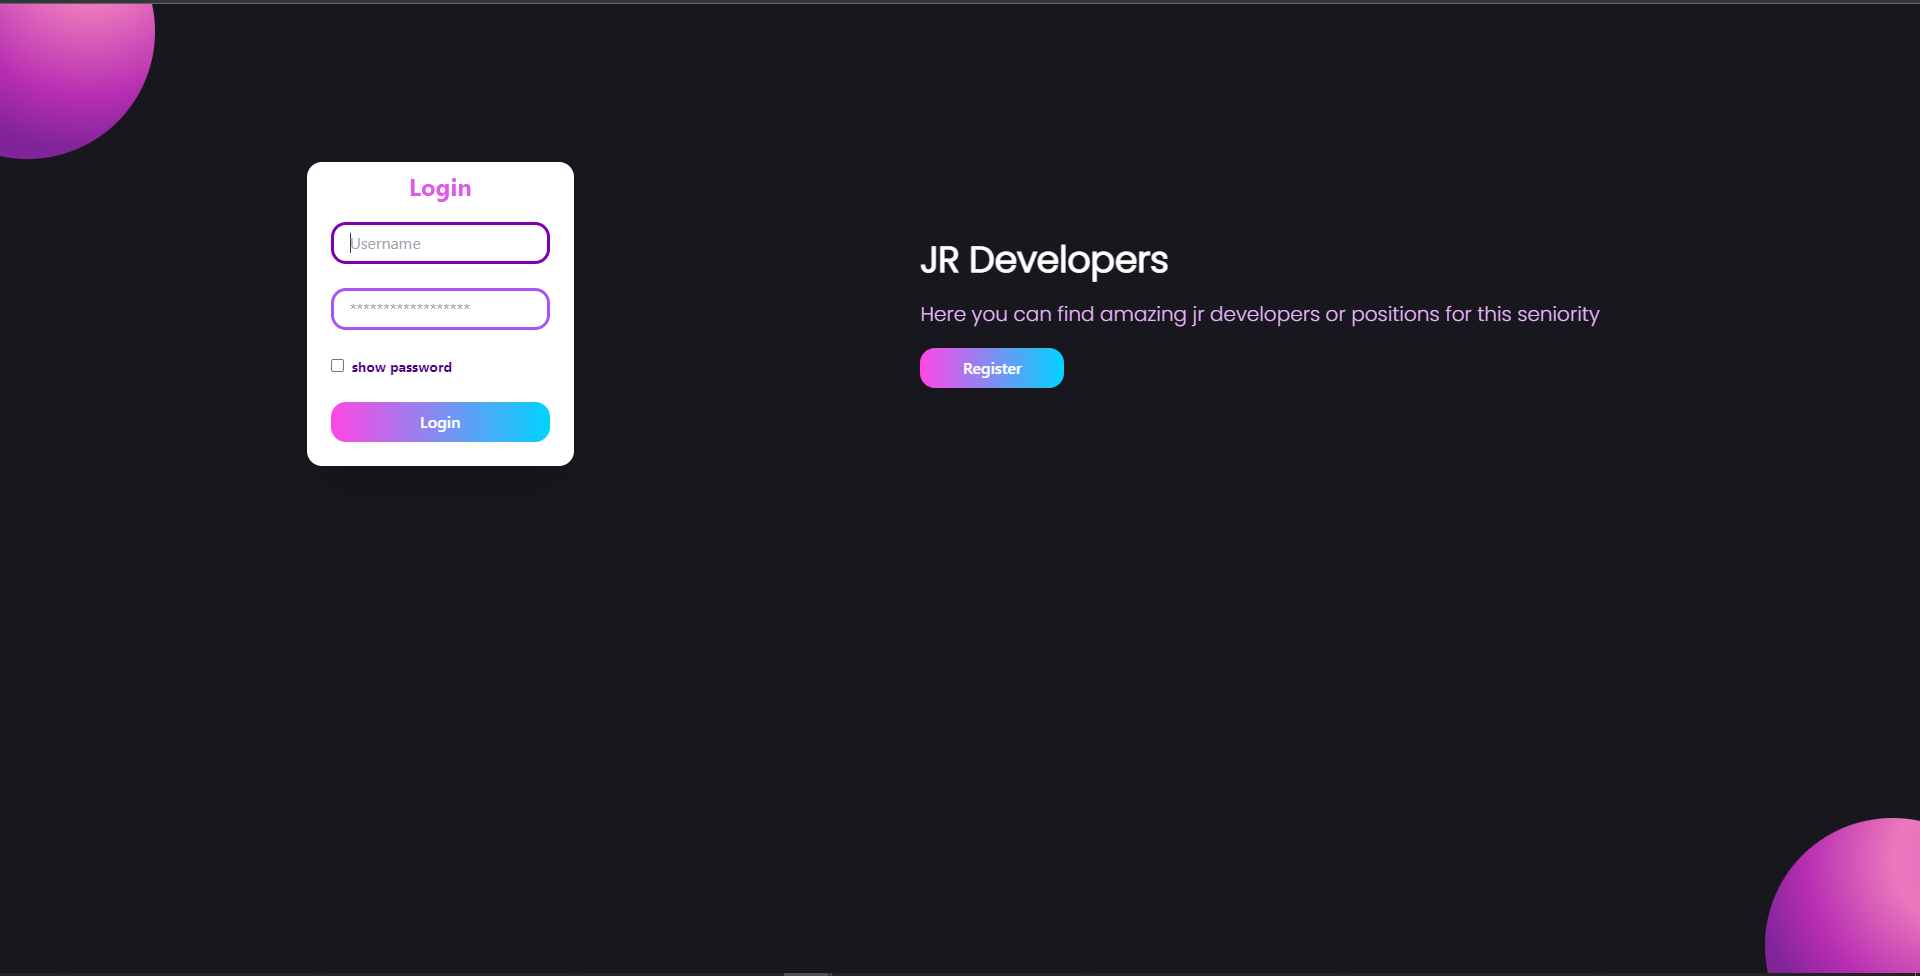 Login
Username
******************
show password
Login
JR Developers
Here you can find amazing jr developers or positions for this seniority
Register